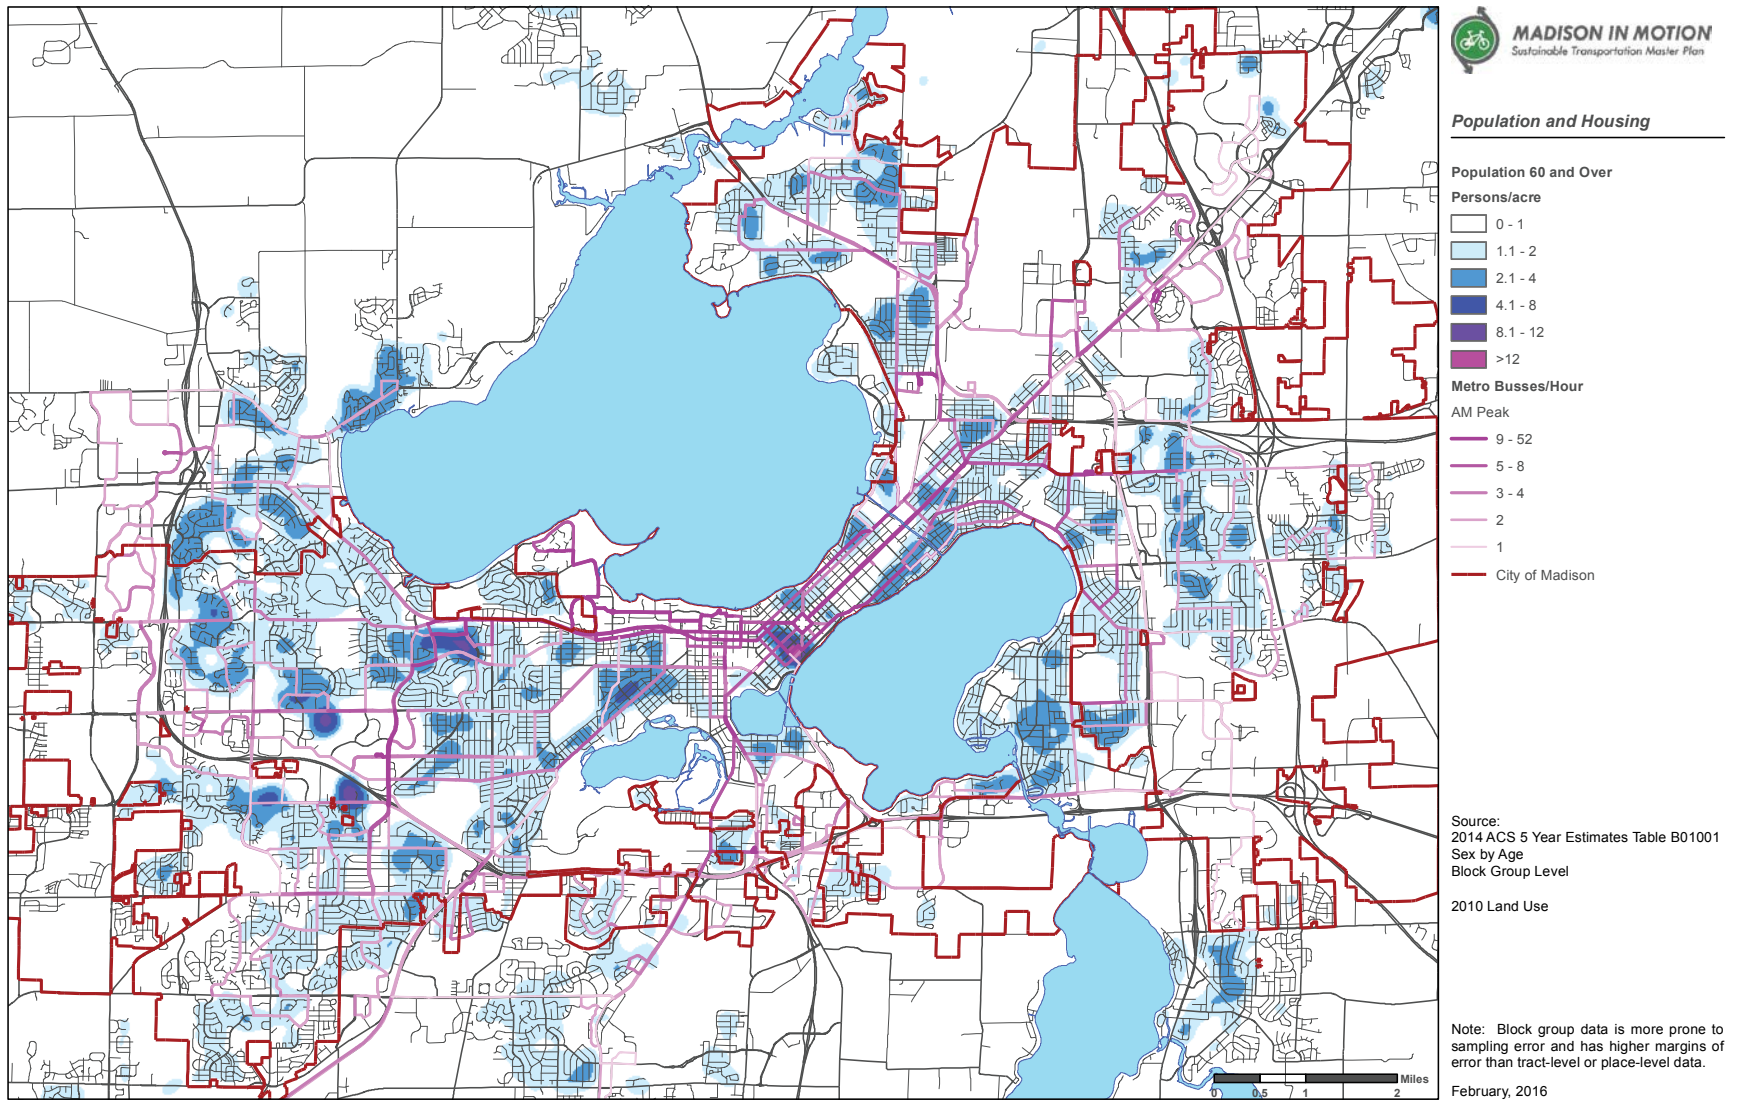 MADISON IN MOTION
Sustainable Transportation Master Plan
Population and Housing
Population 60 and Over
Persons/acre
0 - 1
1.1 - 2
2.1 - 4
4.1 - 8
8.1 - 12
>12
Metro Busses/Hour
AM Peak
9 - 52
5 - 8
3 - 4
2
1
City of Madison
Source:
2014 ACS 5 Year Estimates Table B01001
Sex by Age
Block Group Level
2010 Land Use
Note: Block group data is more prone to
sampling error and has higher margins of
error than tract-level or place-level data.
February, 2016
Miles
0 0.5 1 2